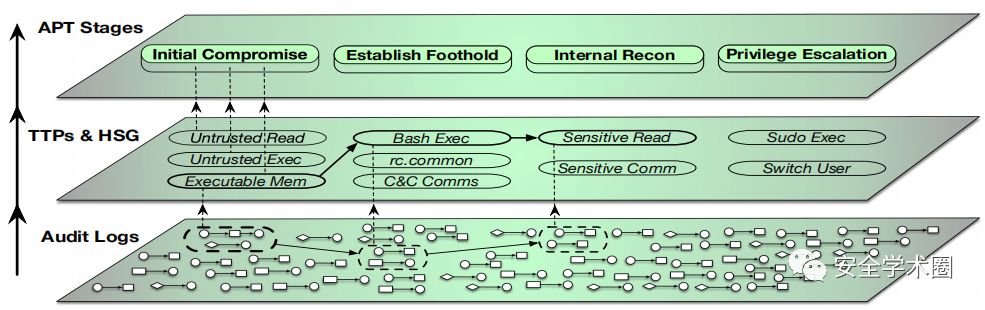 APT Stages
Initial Compromise
Establish Foothold
Internal Recon
Privilege Escalation
TTPs & HSG
Untrusted Read
Bash Exec
Sensitive Read
Sudo Exec
Untrusted Exec
rc.common
Sensitive Comm
Switch User
Executable Mem
C&C Comms
Audit Logs
安全学术圈